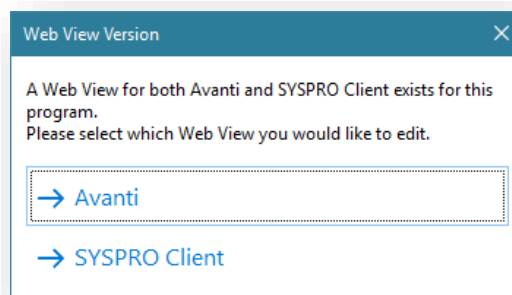 Web View Version
A Web View for both Avanti and SYSPRO Client exists for this
program.
Please select which Web View you would like to edit.
Avanti
SYSPRO Client